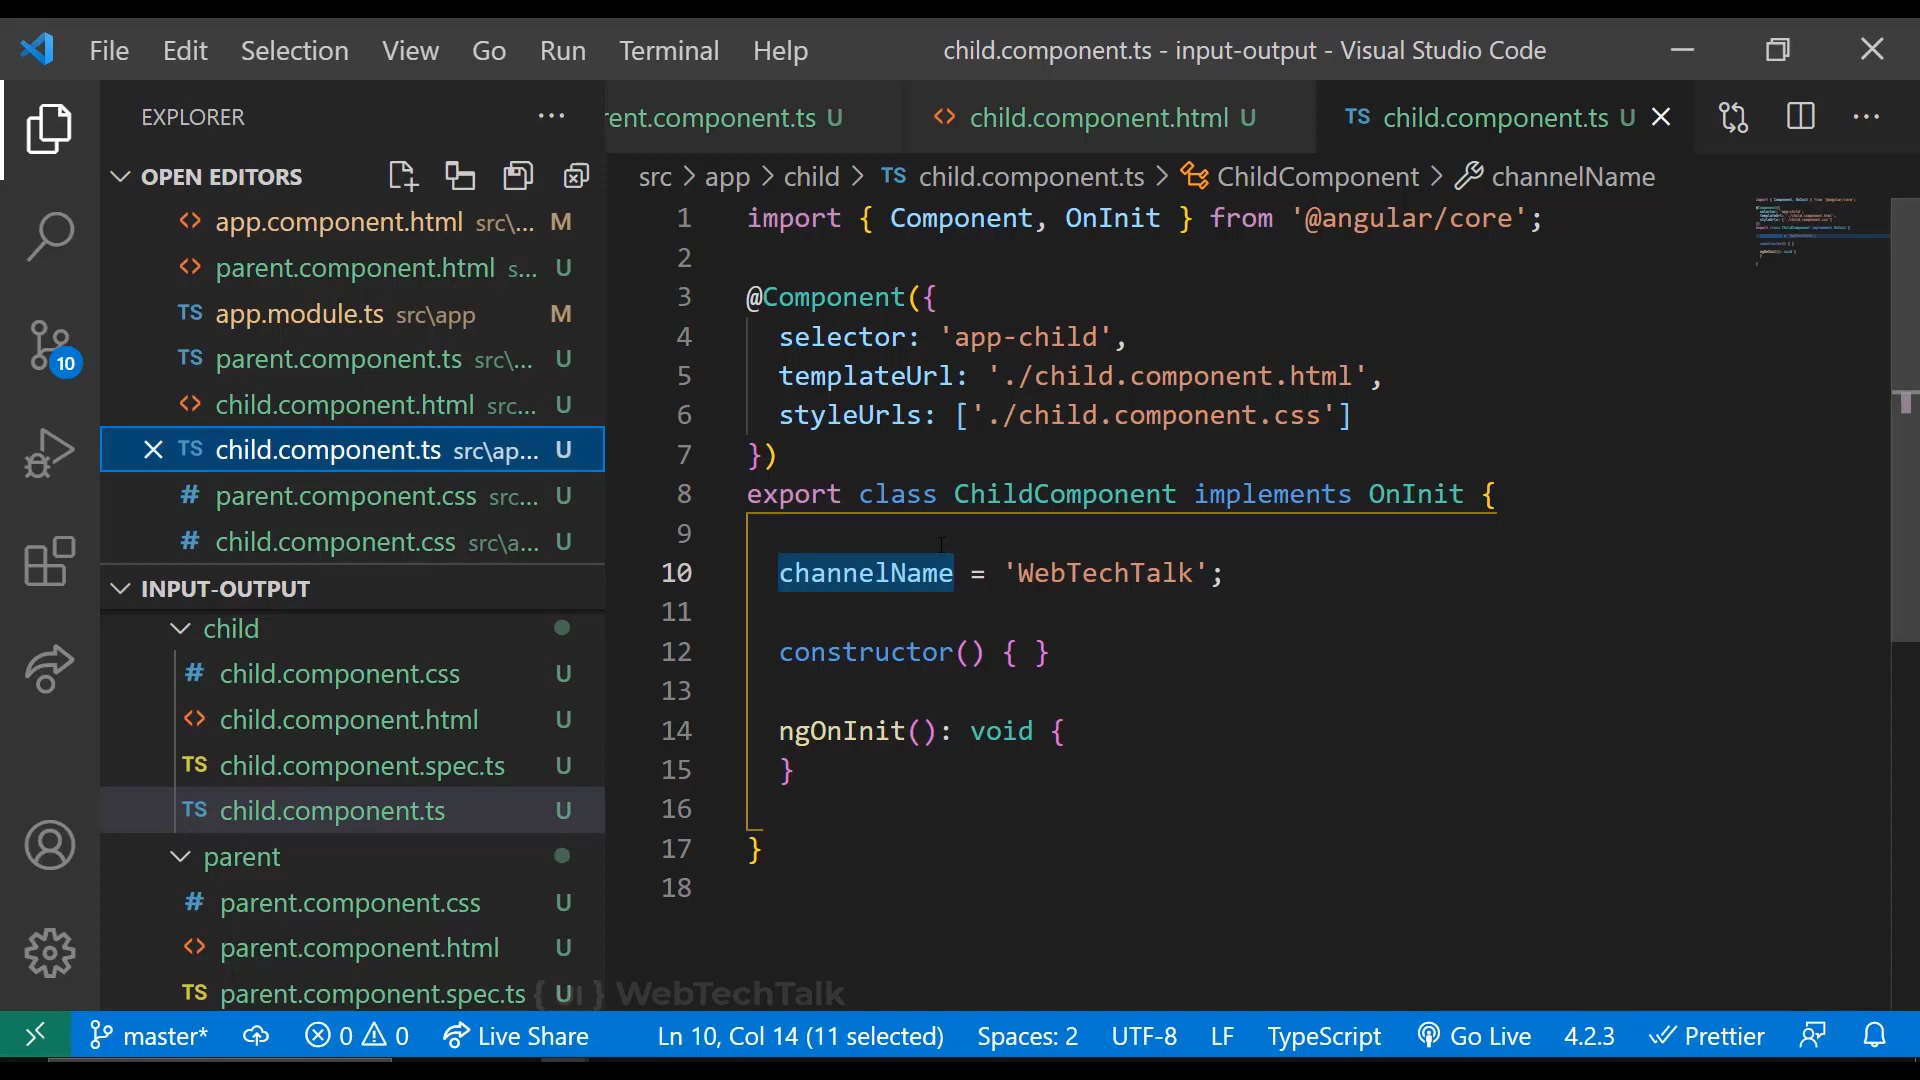 File Edit Selection View Go Run Terminal Help
child.component.ts - input-output - Visual Studio Code
EXPLORER
rent.component.ts U
child.component.html U
TS child.component.ts U
OPEN EDITORS
app.component.html src\... M
parent.component.html s... U
TS app.module.ts src\app M
TS parent.component.ts src\... U
child.component.html src... U
TS child.component.ts src\ap... U
# parent.component.css src... U
# child.component.css src\a... U
INPUT-OUTPUT
child
# child.component.css U
child.component.html U
TS child.component.spec.ts U
TS child.component.ts U
parent
# parent.component.css U
parent.component.html U
TS parent.component.spec.ts U
10
src > app > child > TS child.component.ts > ChildComponent > channelName
1 import { Component, OnInit } from '@angular/core';
2
3 @Component({
4 selector: 'app-child',
5 templateUrl: './child.component.html',
6 styleUrls: ['./child.component.css']
7 })
8 export class ChildComponent implements OnInit {
9
10 channelName = 'WebTechTalk';
11
12 constructor() { }
13
14 ngOnInit(): void {
15 }
16
17 }
18
{ UI } WebTechTalk
master* 0 0 Live Share Ln 10, Col 14 (11 selected) Spaces: 2 UTF-8 LF TypeScript Go Live 4.2.3 Prettier